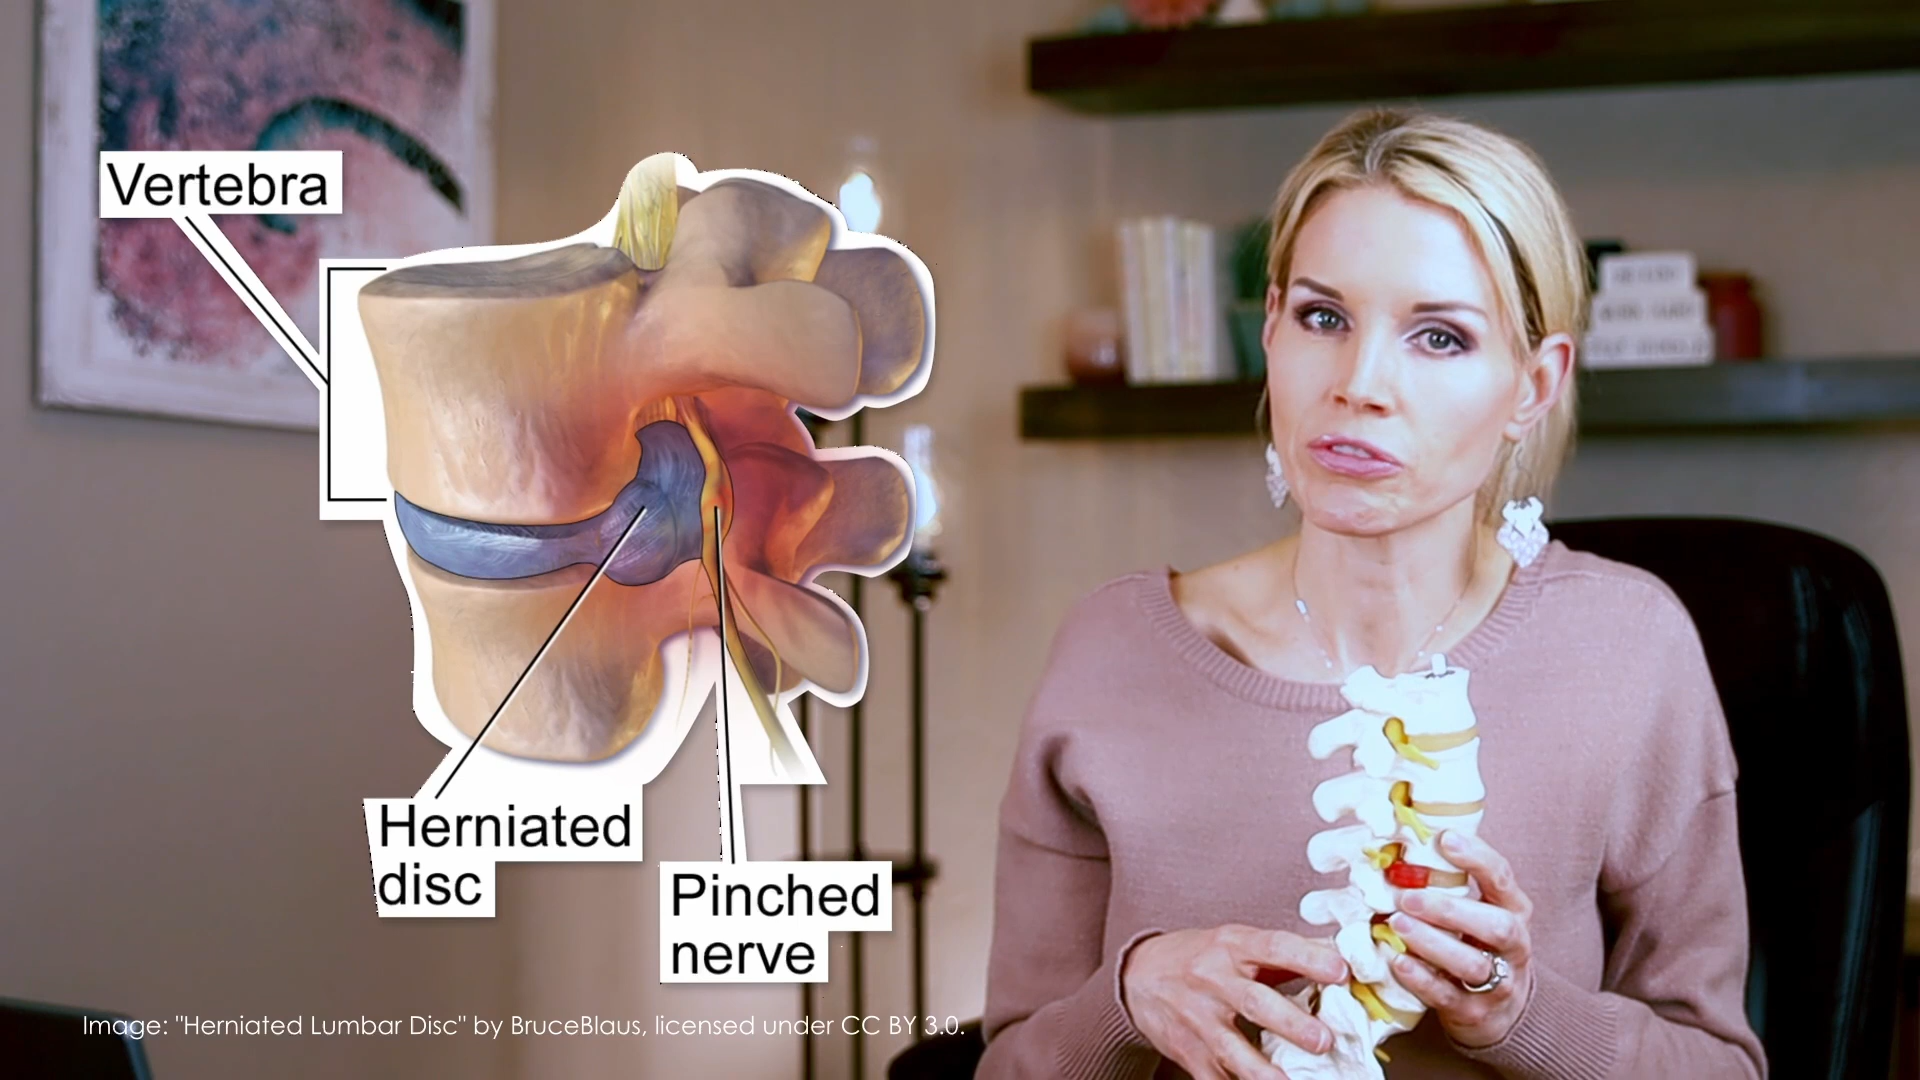 Vertebra
Herniated
disc
Pinched
nerve
Image: "Herniated Lumbar Disc" by BruceBlaus, licensed under CC BY 3.0.